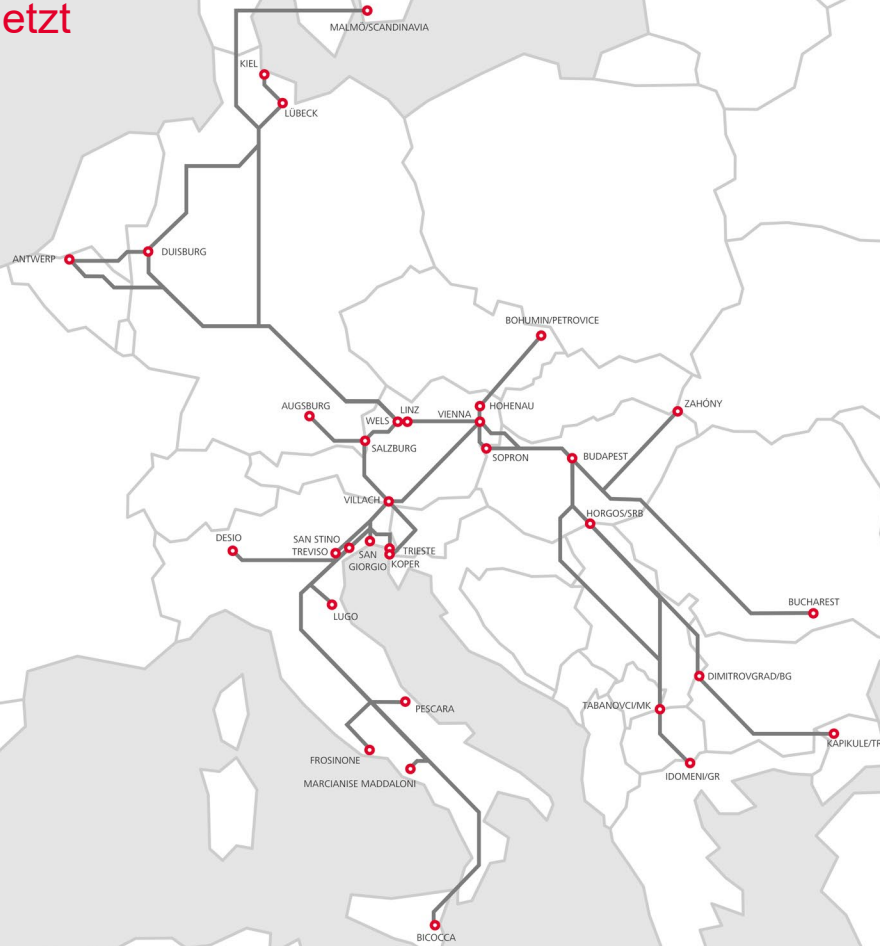 etzt
MALMÖ/SCANDINAVIA
KIEL
LÜBECK
ANTWERP
DUISBURG
BOHUMIN/PETROVICE
AUGSBURG
LINZ
WELS
VIENNA
HOHENAU
ZAHÓNY
SALZBURG
SOPRON
BUDAPEST
VILLACH
HORGOS/SRB
DESIO
SAN STINO
TREVISO
SAN
GIORGIO
TRIESTE
KOPER
LUGO
BUCHAREST
DIMITROVGRAD/BG
PESCARA
TABANOVCI/MK
KAPIKULE/TR
FROSINONE
IDOMENI/GR
MARCIANISE MADDALONI
BICOCCA